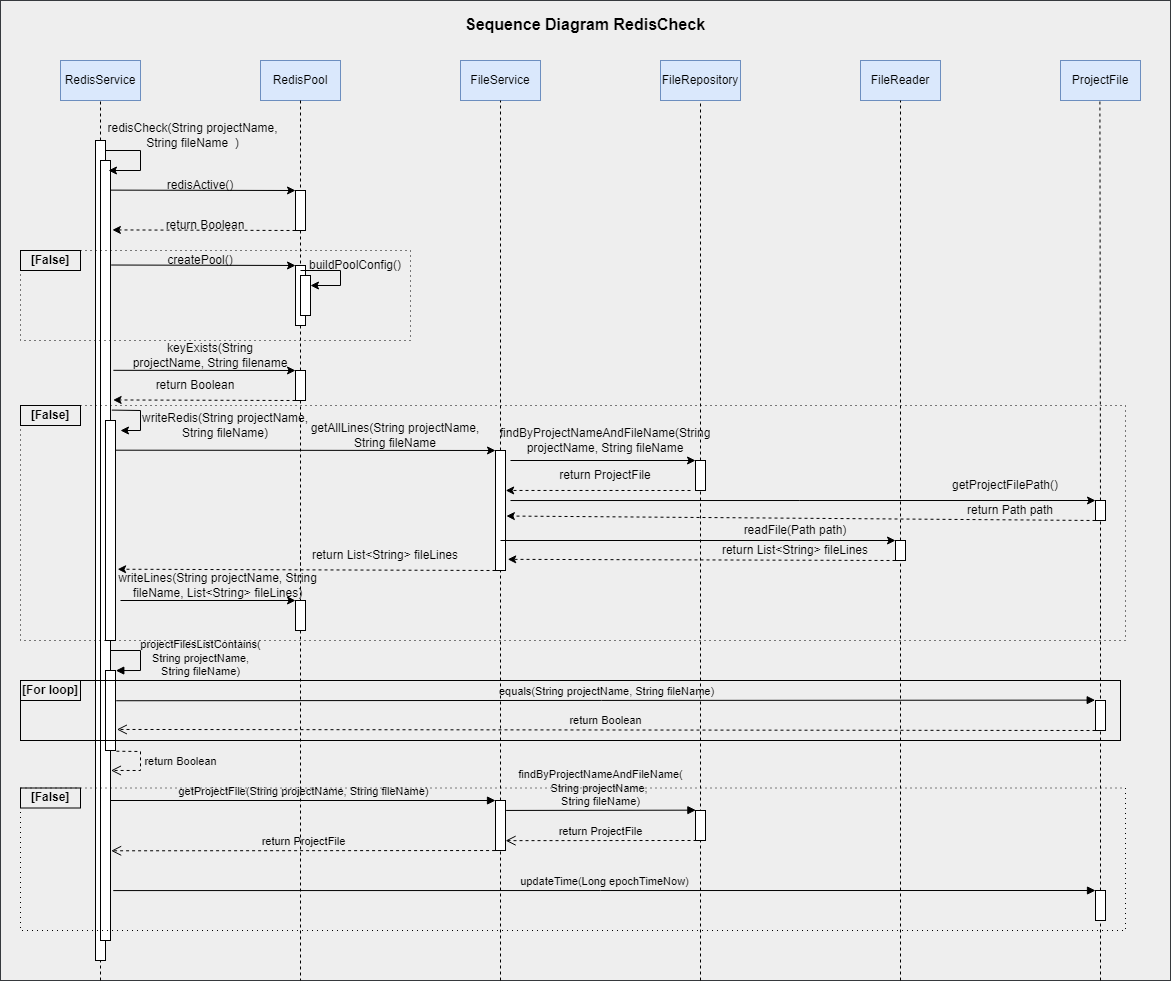 Sequence Diagram RedisCheck
RedisService
RedisPool
FileService
FileRepository
FileReader
ProjectFile
redisCheck(String projectName,
String fileName  )
redisActive()
return Boolean
[False]
createPool()
buildPoolConfig()
keyExists(String
projectName, String filename
return Boolean
[False]
writeRedis(String projectName,
String fileName)
getAllLines(String projectName,
String fileName
findByProjectNameAndFileName(String
projectName, String fileName
return ProjectFile
getProjectFilePath()
return Path path
readFile(Path path)
return List<String> fileLines
return List<String> fileLines
writeLines(String projectName, String
fileName, List<String> fileLines)
projectFilesListContains(
String projectName,
String fileName)
[For loop]
equals(String projectName, String fileName)
return Boolean
return Boolean
[False]
getProjectFile(String projectName, String fileName)
findByProjectNameAndFileName(
String projectName,
String fileName)
return ProjectFile
return ProjectFile
updateTime(Long epochTimeNow)